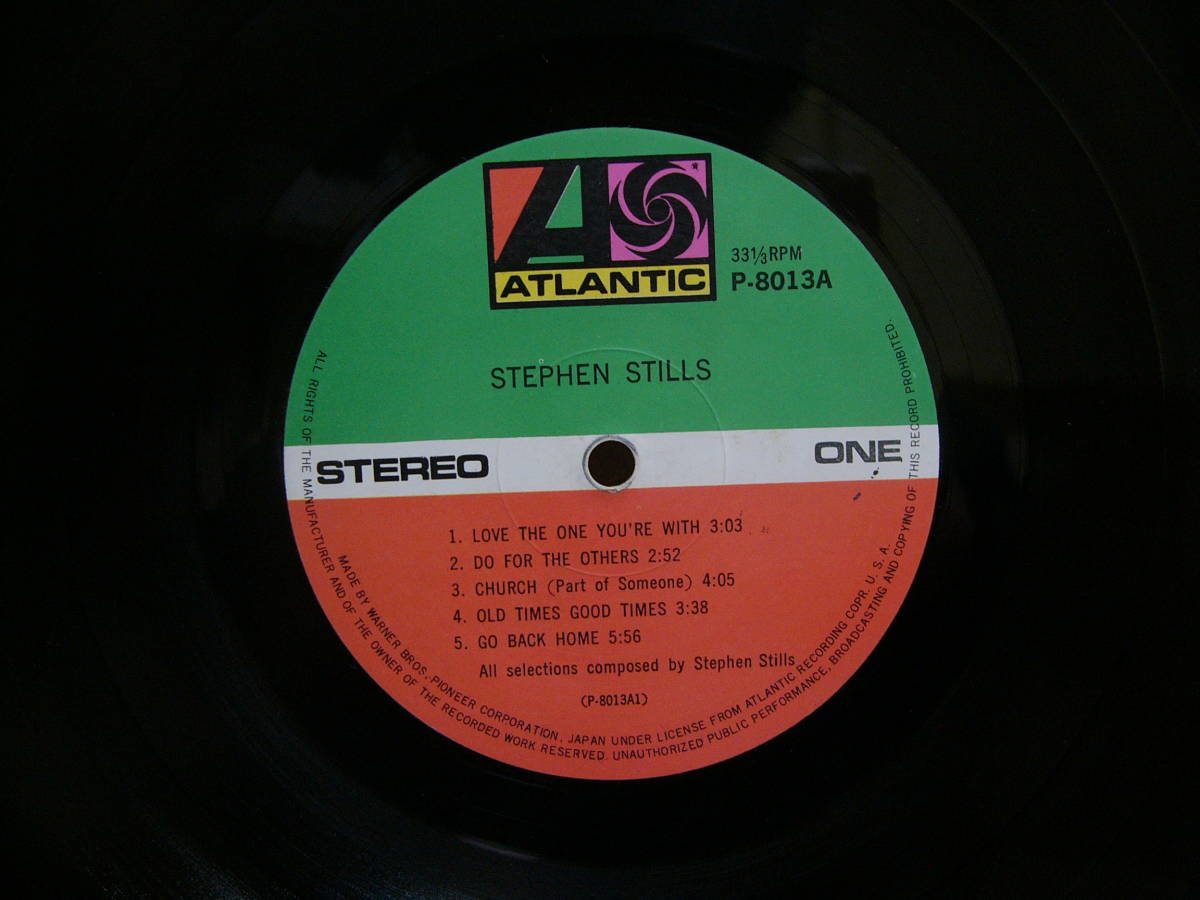 ATLANTIC
33⅓ RPM
P-8013A
STEPHEN STILLS
STEREO
ONE
1. LOVE THE ONE YOU'RE WITH 3:03
2. DO FOR THE OTHERS 2:52
3. CHURCH (Part of Someone) 4:05
4. OLD TIMES GOOD TIMES 3:38
5. GO BACK HOME 5:56
All selections composed by Stephen Stills
(P-8013A1)
MADE BY WARNER BROS.-PIONEER CORPORATION, JAPAN UNDER LICENSE FROM ATLANTIC RECORDING COPR. U. S. A.
ALL RIGHTS OF THE MANUFACTURER AND OF THE OWNER OF THE RECORDED WORK RESERVED. UNAUTHORIZED PUBLIC PERFORMANCE, BROADCASTING AND COPYING OF THIS RECORD PROHIBITED.